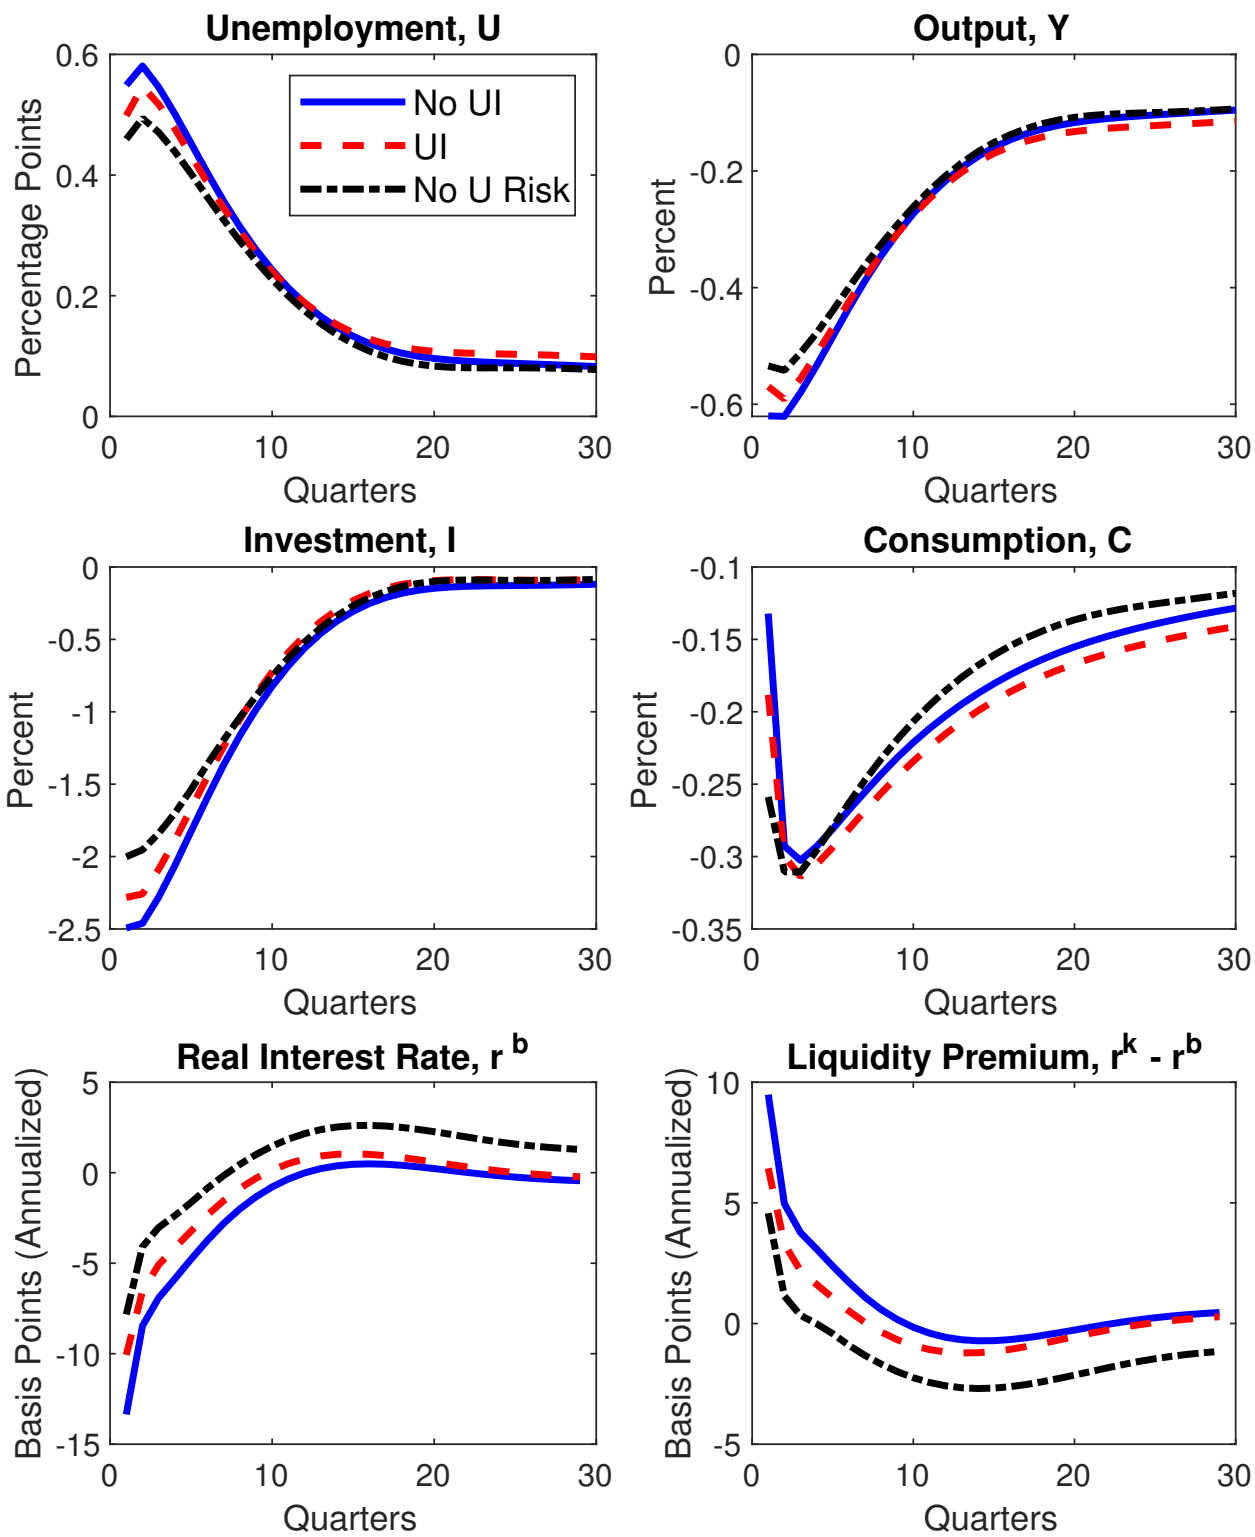 Unemployment, U
Percentage Points
0.6
0.4
0.2
0
0
10
20
30
Quarters
No UI
UI
No U Risk
Output, Y
Percent
0
-0.2
-0.4
-0.6
0
10
20
30
Quarters
Investment, I
Percent
0
-0.5
-1
-1.5
-2
-2.5
0
10
20
30
Quarters
Consumption, C
Percent
-0.1
-0.15
-0.2
-0.25
-0.3
-0.35
0
10
20
30
Quarters
Real Interest Rate, r b
Basis Points (Annualized)
5
0
-5
-10
-15
0
10
20
30
Quarters
Liquidity Premium, rk - rb
Basis Points (Annualized)
10
5
0
-5
0
10
20
30
Quarters